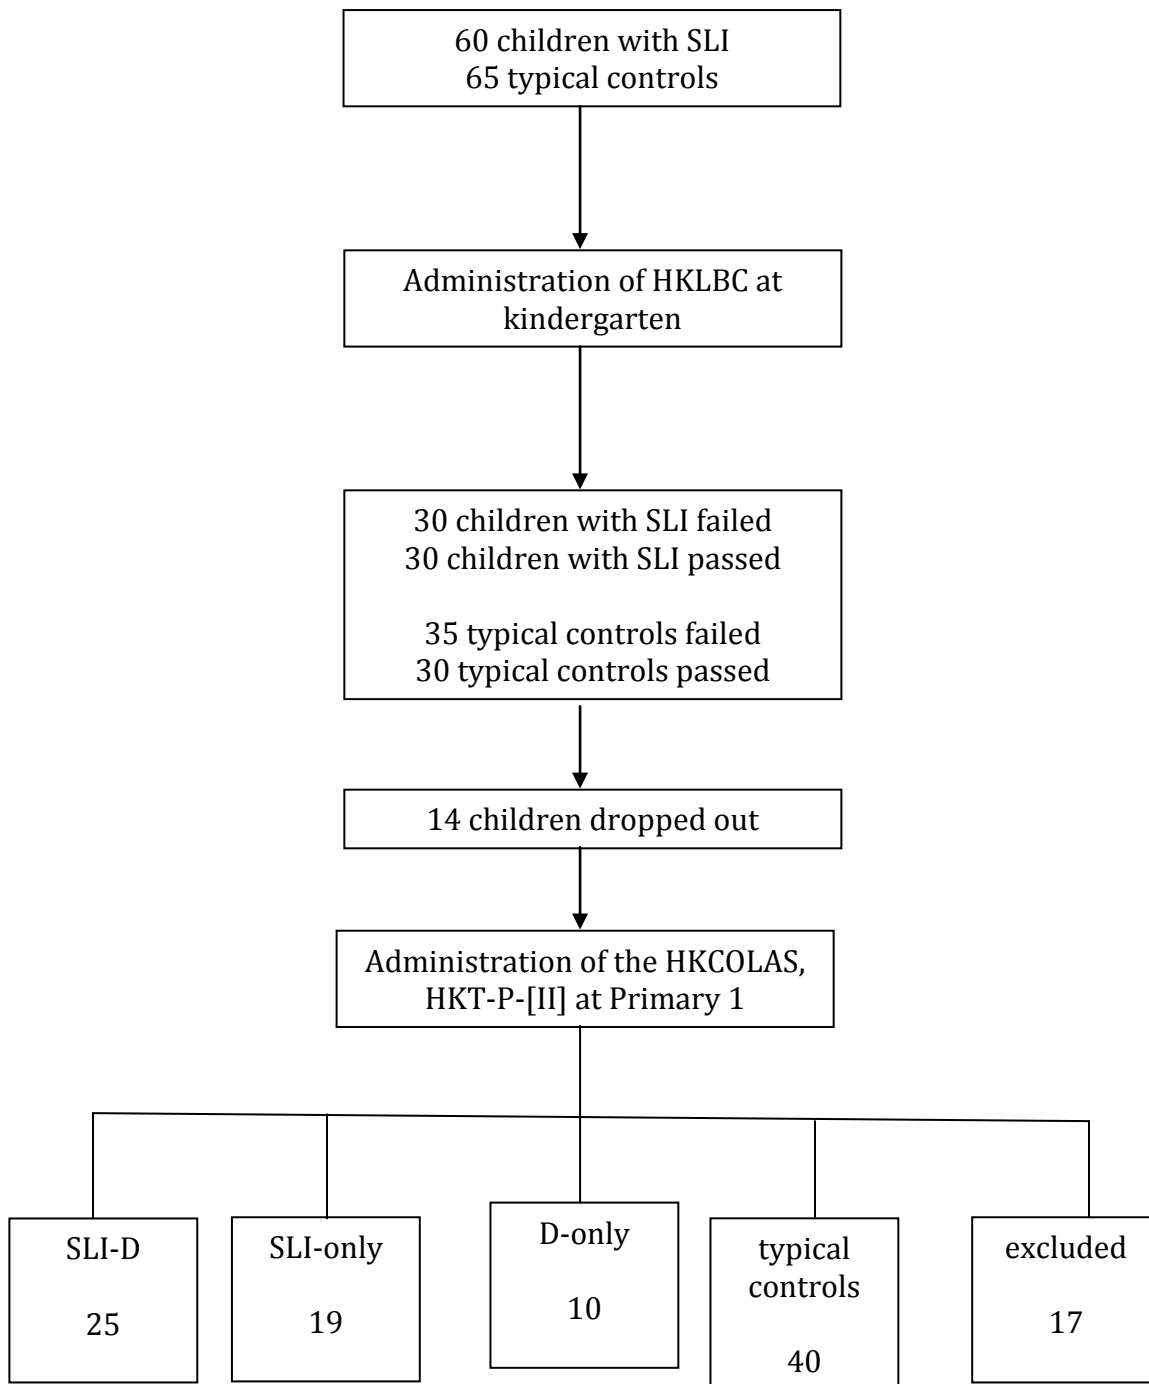 60 children with SLI
65 typical controls
Administration of HKLBC at
kindergarten
30 children with SLI failed
30 children with SLI passed
35 typical controls failed
30 typical controls passed
14 children dropped out
Administration of the HKCOLAS,
HKT-P-[II] at Primary 1
SLI-D
25
SLI-only
19
D-only
10
typical
controls
40
excluded
17